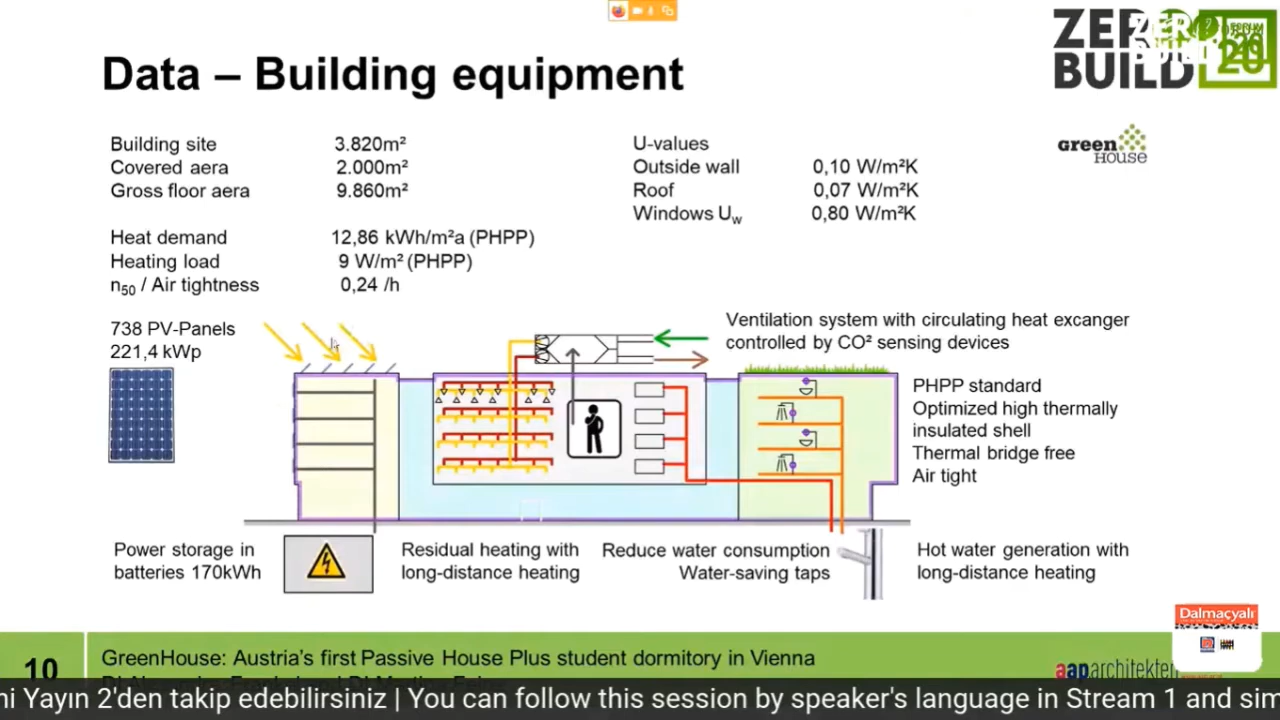 ZERO BUILD
FORUM
20
Data – Building equipment
green
HOUSE
Building site 3.820m²
Covered aera 2.000m²
Gross floor aera 9.860m²
Heat demand 12,86 kWh/m²a (PHPP)
Heating load 9 W/m² (PHPP)
n50 / Air tightness 0,24 /h
U-values
Outside wall 0,10 W/m²K
Roof 0,07 W/m²K
Windows Uw 0,80 W/m²K
738 PV-Panels
221,4 kWp
Ventilation system with circulating heat excanger
controlled by CO² sensing devices
PHPP standard
Optimized high thermally
insulated shell
Thermal bridge free
Air tight
Power storage in
batteries 170kWh
Residual heating with
long-distance heating
Reduce water consumption
Water-saving taps
Hot water generation with
long-distance heating
Dalmaçyalı
10
GreenHouse: Austria's first Passive House Plus student dormitory in Vienna
aap.architekten
ni Yayın 2'den takip edebilirsiniz | You can follow this session by speaker's language in Stream 1 and sim